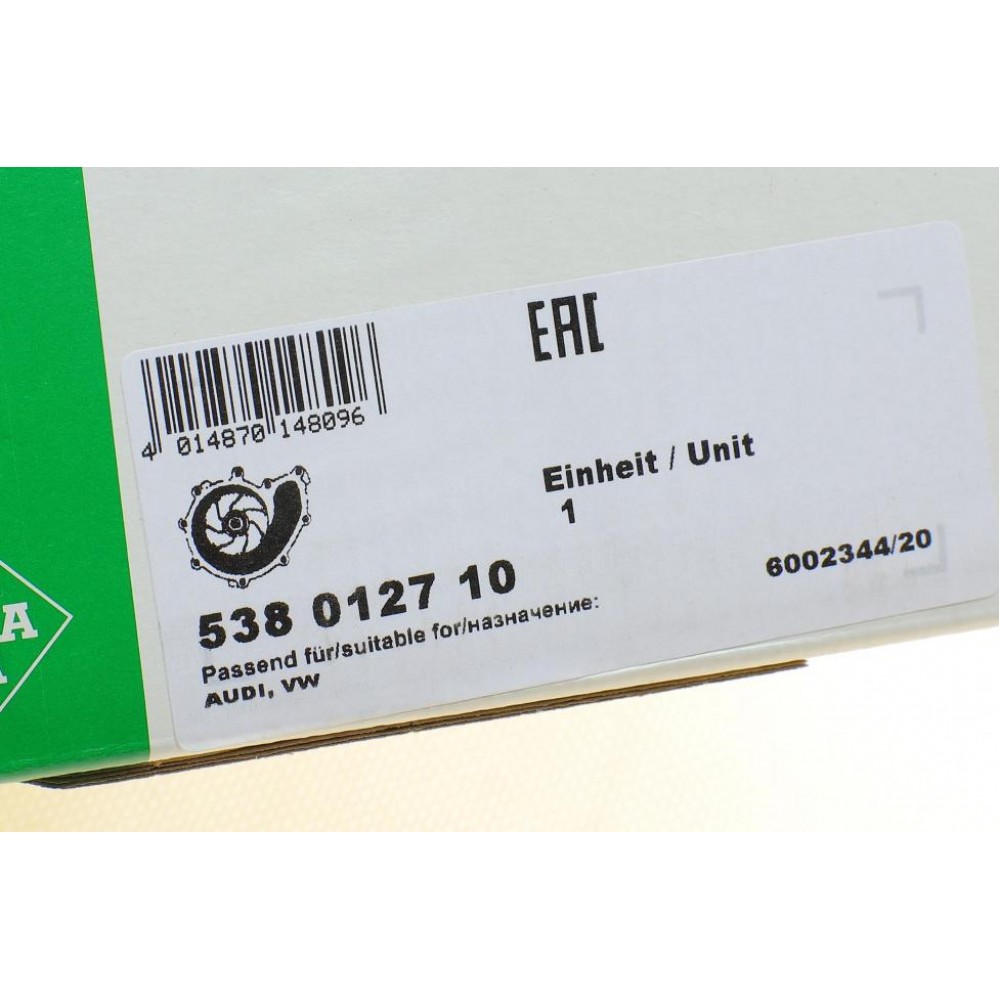 EAC
4 014870 148096
Einheit / Unit
1
538 0127 10
6002344/20
Passend für/suitable for/назначение:
AUDI, VW
A